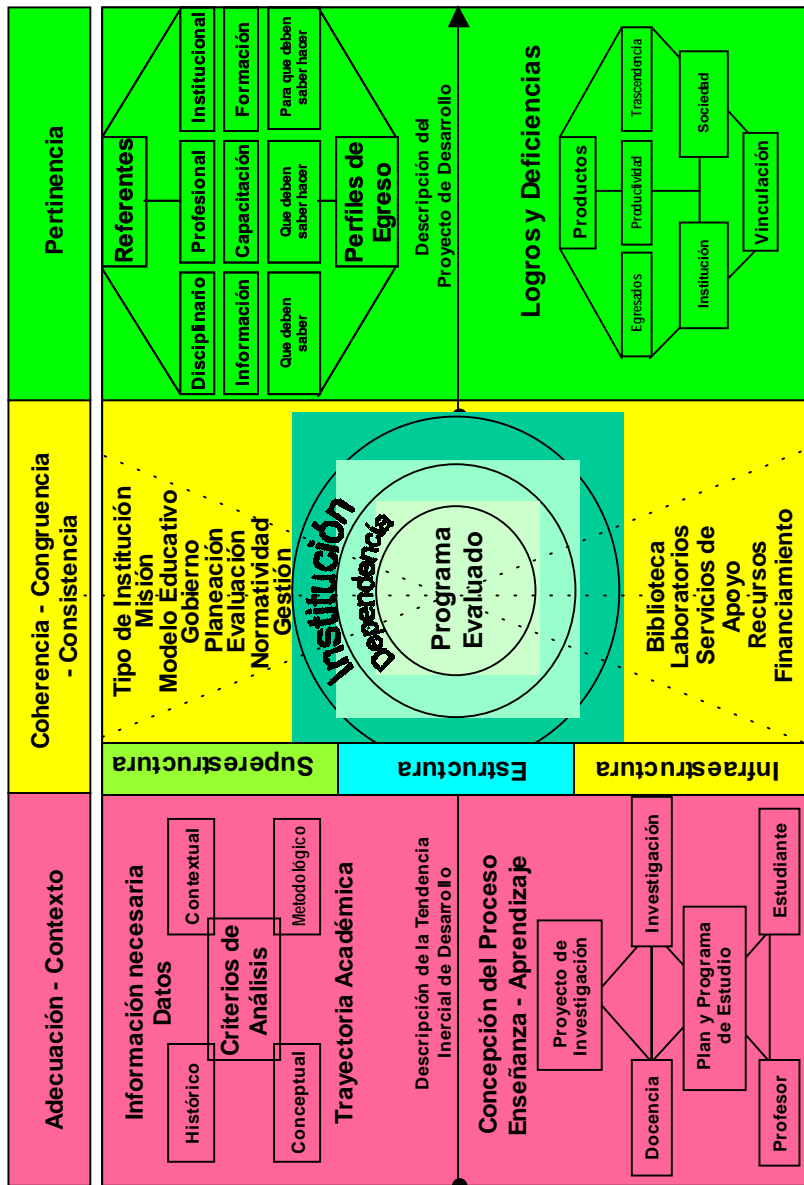 Adecuación - Contexto
Información necesaria
Datos
Histórico
Contextual
Criterios de
Análisis
Conceptual
Metodológico
Trayectoria Académica
Descripción de la Tendencia
Inercial de Desarrollo
Concepción del Proceso
Enseñanza - Aprendizaje
Proyecto de
Investigación
Docencia
Investigación
Plan y Programa
de Estudio
Profesor
Estudiante
Coherencia - Congruencia
- Consistencia
Superestructura
Estructura
Infraestructura
Tipo de Institución
Misión
Modelo Educativo
Gobierno
Planeación
Evaluación
Normatividad
Gestión
Institución
Dependencia
Programa
Evaluado
Biblioteca
Laboratorios
Servicios de
Apoyo
Recursos
Financiamiento
Pertinencia
Referentes
Disciplinario
Profesional
Institucional
Información
Capacitación
Formación
Que deben
saber
Que deben
saber hacer
Para que deben
saber hacer
Perfiles de
Egreso
Descripción del
Proyecto de Desarrollo
Logros y Deficiencias
Productos
Egresados
Productividad
Trascendencia
Institución
Sociedad
Vinculación